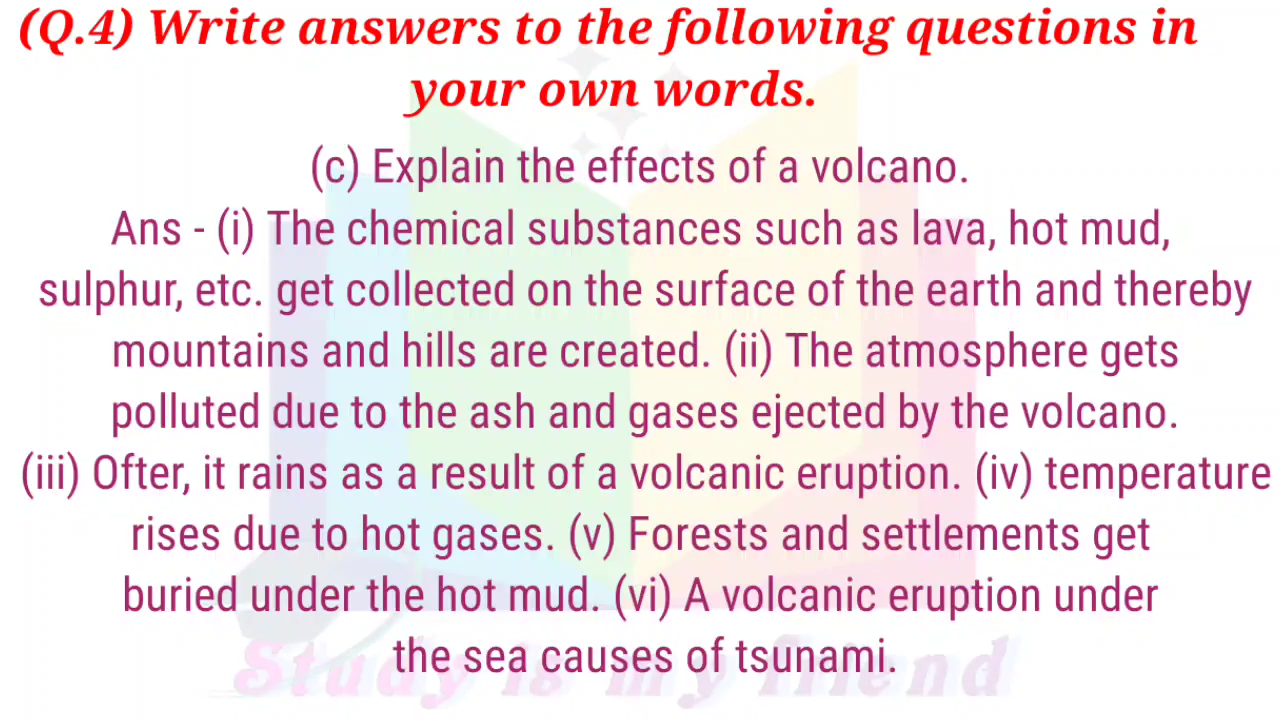 (Q.4) Write answers to the following questions in
your own words.
(c) Explain the effects of a volcano.
Ans - (i) The chemical substances such as lava, hot mud,
sulphur, etc. get collected on the surface of the earth and thereby
mountains and hills are created. (ii) The atmosphere gets
polluted due to the ash and gases ejected by the volcano.
(iii) Ofter, it rains as a result of a volcanic eruption. (iv) temperature
rises due to hot gases. (v) Forests and settlements get
buried under the hot mud. (vi) A volcanic eruption under
the sea causes of tsunami.
Study is my friend